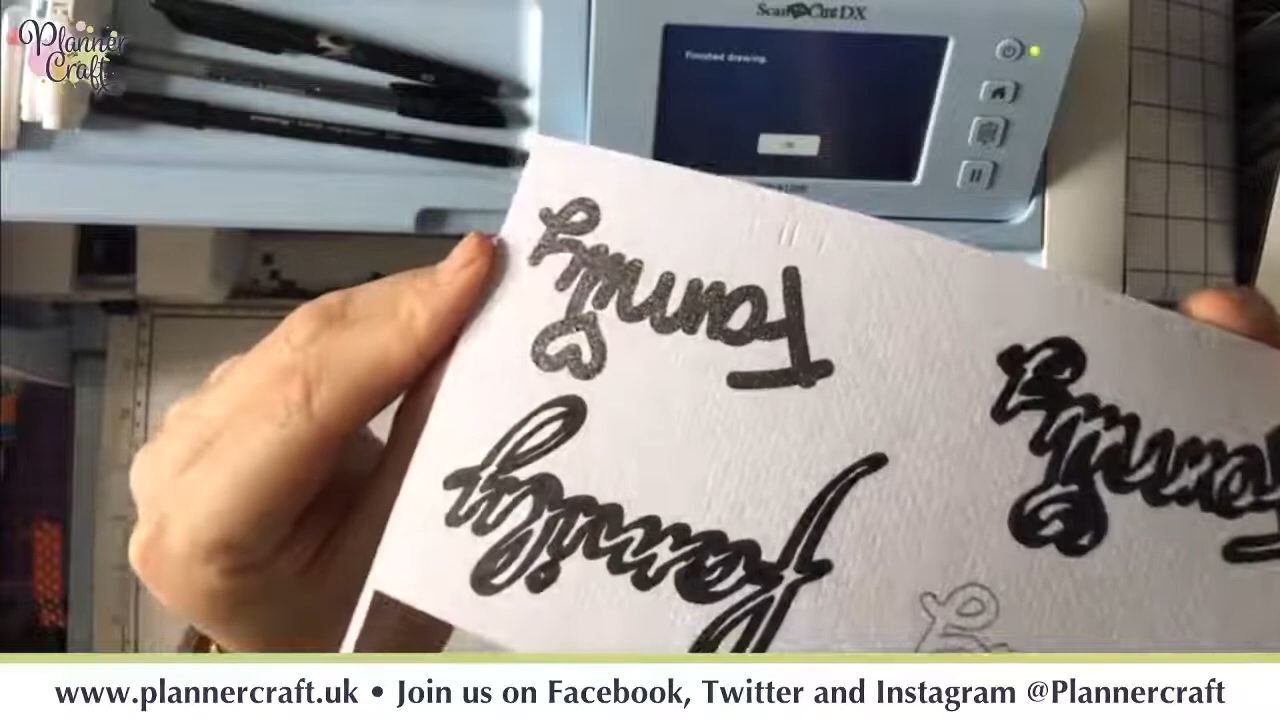 Planner
Craft
ScanNCut DX
Finished drawing.
OK
Family
Family
Family
www.plannercraft.uk • Join us on Facebook, Twitter and Instagram @Plannercraft